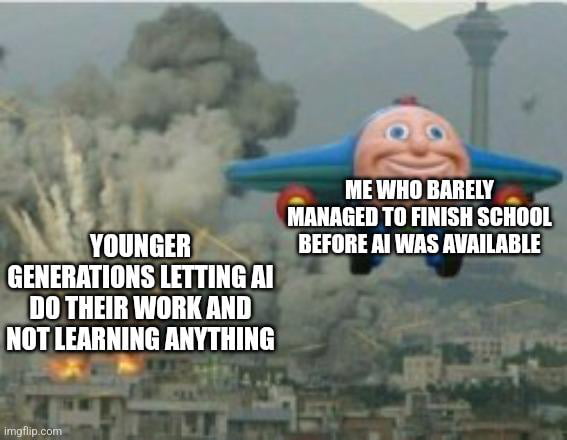 ME WHO BARELY
MANAGED TO FINISH SCHOOL
BEFORE AI WAS AVAILABLE
YOUNGER
GENERATIONS LETTING AI
DO THEIR WORK AND
NOT LEARNING ANYTHING
imgflip.com